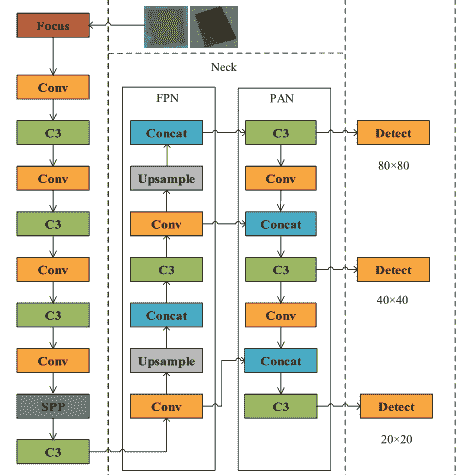 Focus
Conv
C3
Conv
C3
Conv
C3
Conv
SPP
C3
Neck
FPN
Concat
Upsample
Conv
C3
Concat
Upsample
Conv
PAN
C3
Conv
Concat
C3
Conv
Concat
C3
Detect
80×80
Detect
40×40
Detect
20×20